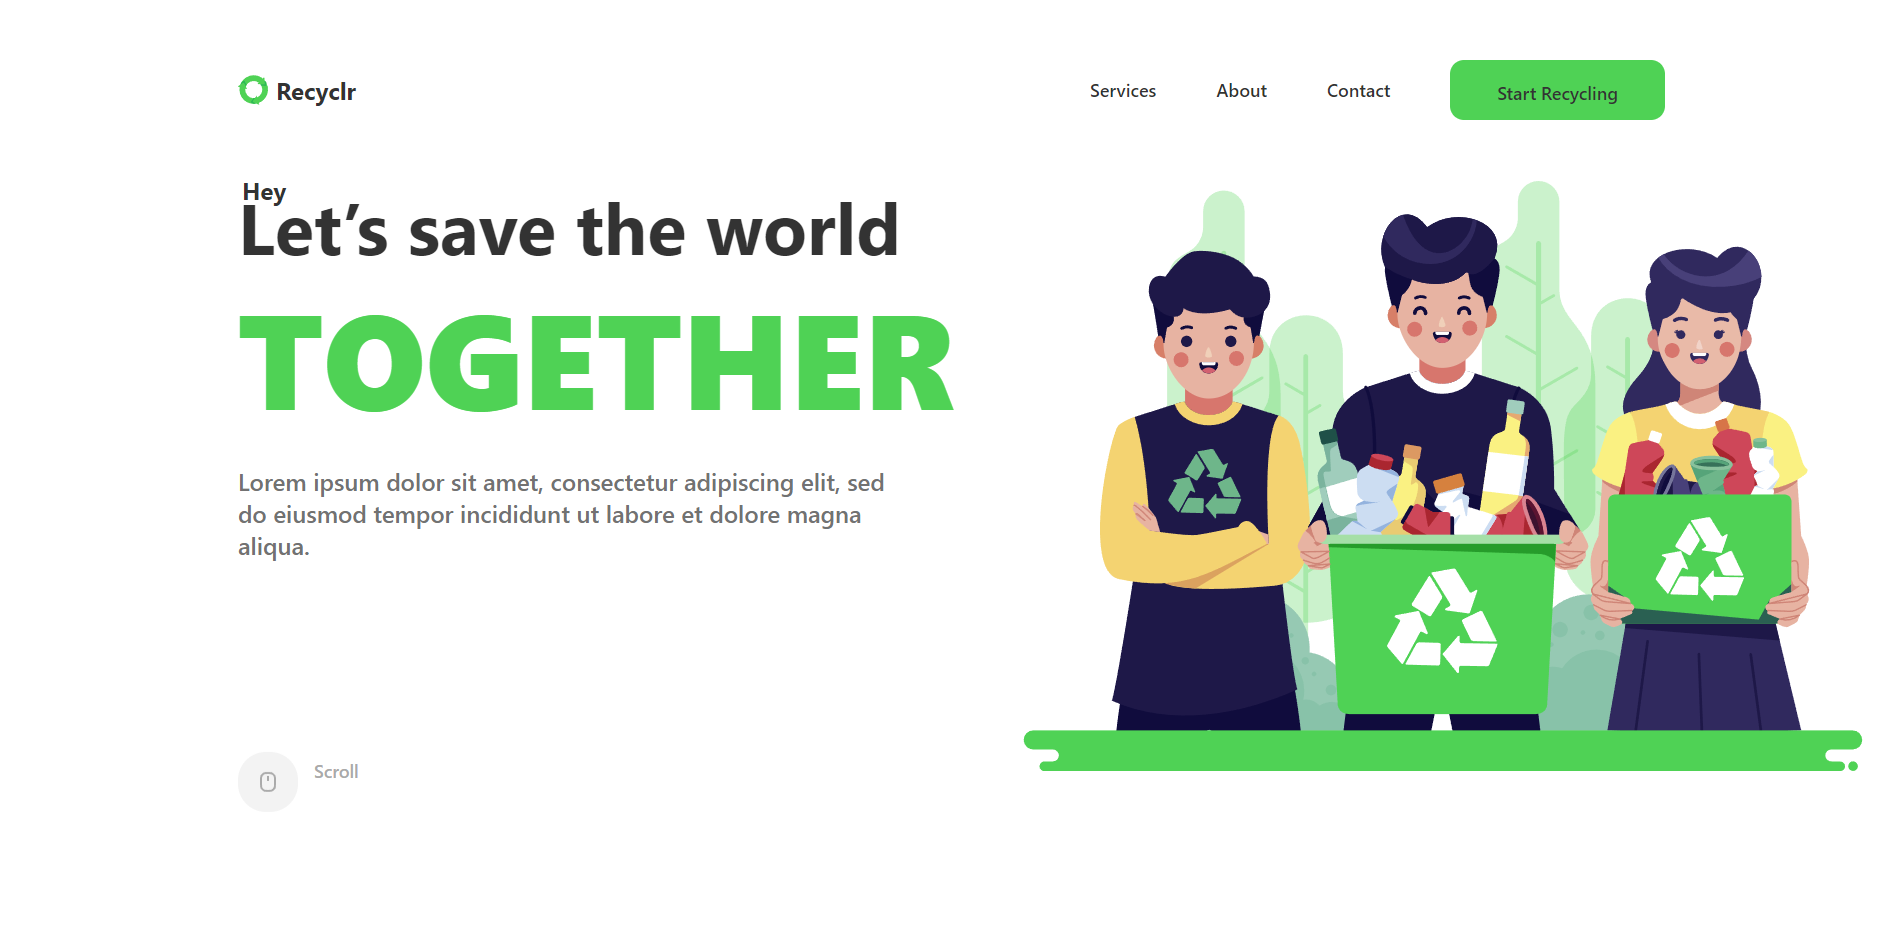 Recyclr
Services
About
Contact
Start Recycling
Hey
Let’s save the world
TOGETHER
Lorem ipsum dolor sit amet, consectetur adipiscing elit, sed
do eiusmod tempor incididunt ut labore et dolore magna
aliqua.
Scroll